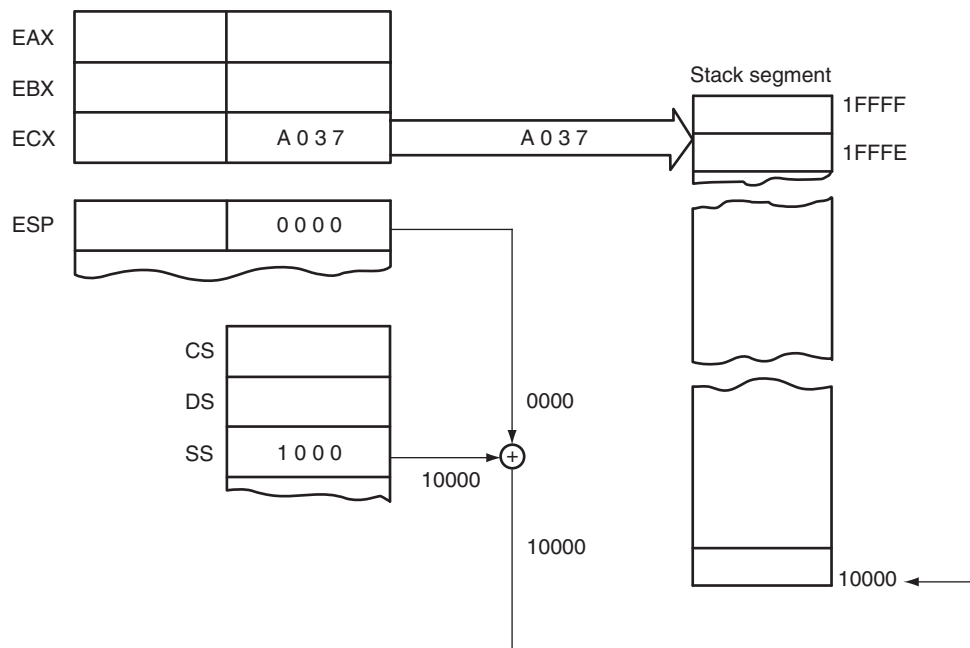 EAX
EBX
Stack segment
1FFFF
ECX A 0 3 7 A 0 3 7
1FFFE
ESP 0 0 0 0
CS
DS
0000
SS 1 0 0 0
10000
+
10000
10000